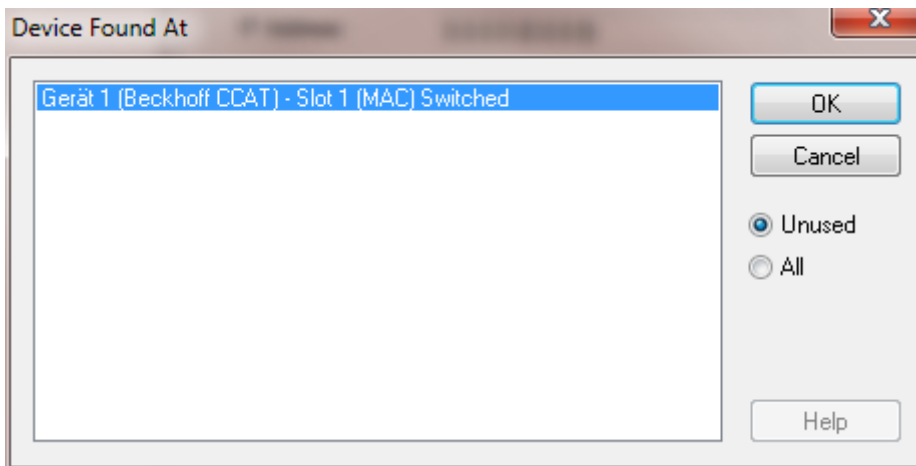 Device Found At
Gerät 1 (Beckhoff CCAT) - Slot 1 (MAC) Switched
OK
Cancel
Unused
All
Help